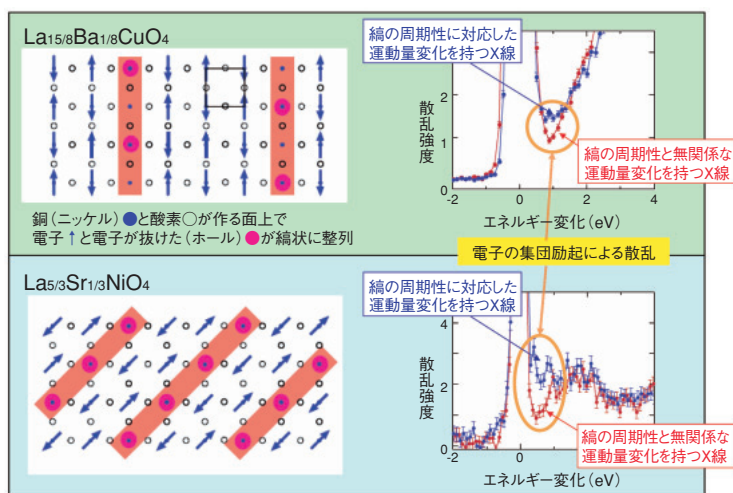 La15/8Ba1/8CuO4
銅（ニッケル）●と酸素○が作る面上で
電子↑と電子が抜けた（ホール）●が縞状に整列
縞の周期性に対応した
運動量変化を持つX線
散乱強度
2
1
0
-2
0
2
4
エネルギー変化（eV）
縞の周期性と無関係な
運動量変化を持つX線
電子の集団励起による散乱
La5/3Sr1/3NiO4
縞の周期性に対応した
運動量変化を持つX線
散乱強度
4
2
0
-2
0
2
エネルギー変化（eV）
縞の周期性と無関係な
運動量変化を持つX線